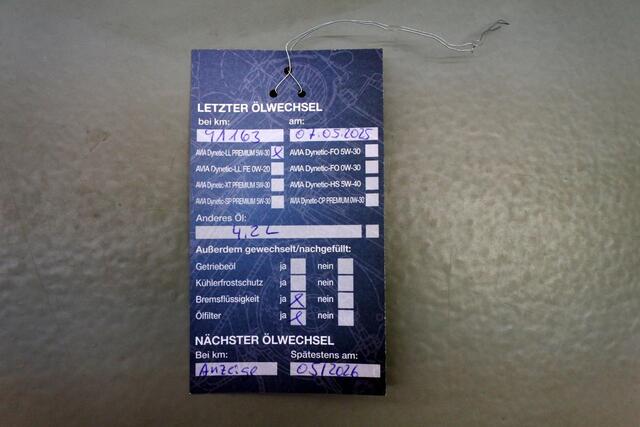 LETZTER ÖLWECHSEL
bei km: am:
41163 07.05.2025
AVIA Dynetic-LL PREMIUM 5W-30 x AVIA Dynetic-FO 5W-30
AVIA Dynetic-LL FE 0W-20 AVIA Dynetic-FO 0W-30
AVIA Dynetic-XT PREMIUM 5W-30 AVIA Dynetic-HS 5W-40
AVIA Dynetic-SP PREMIUM 5W-30 AVIA Dynetic-CP PREMIUM 0W-30
Anderes Öl:
4,2 L
Außerdem gewechselt/nachgefüllt:
Getriebeöl ja nein
Kühlerfrostschutz ja nein
Bremsflüssigkeit ja x nein
Ölfilter ja x nein
NÄCHSTER ÖLWECHSEL
Bei km: Spätestens am:
Anzeige 05/2026